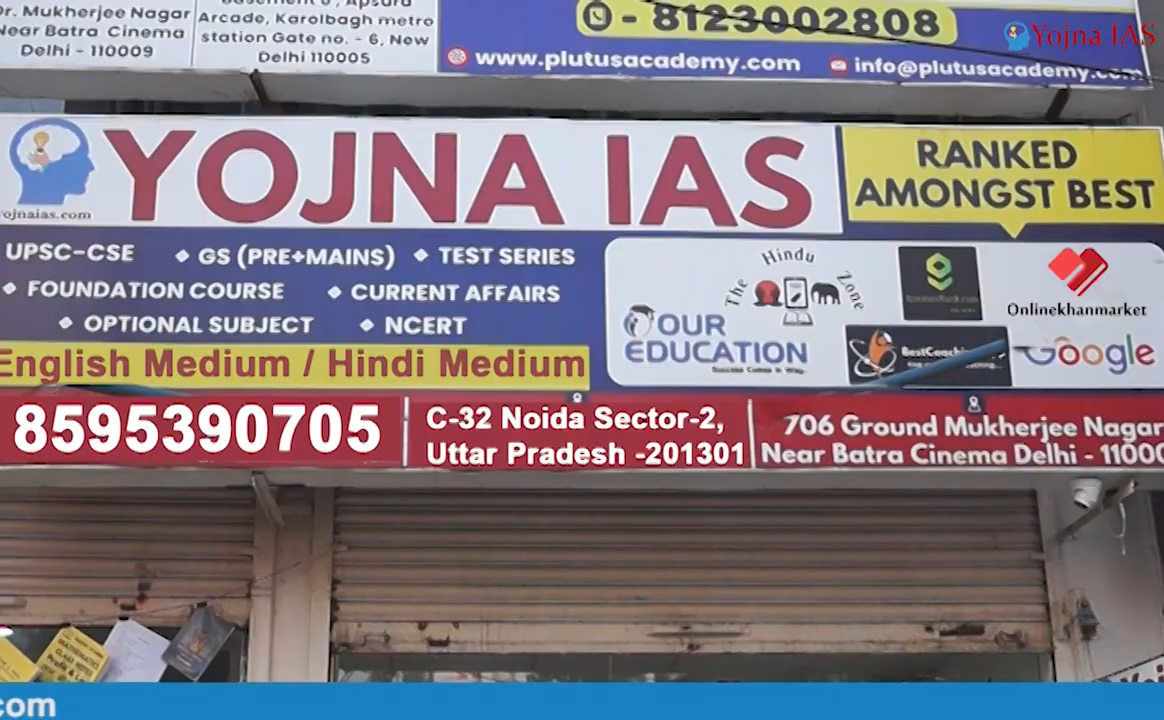 Dr. Mukherjee Nagar
Near Batra Cinema
Delhi - 110009
Arcade, Karolbagh metro
station Gate no. - 6, New
Delhi 110005
- 8123002808
www.plutusacademy.com
info@plutusacademy.com
Yojna IAS
yojnaias.com
YOJNA IAS
RANKED
AMONGST BEST
UPSC-CSE
GS (PRE+MAINS)
TEST SERIES
FOUNDATION COURSE
CURRENT AFFAIRS
OPTIONAL SUBJECT
NCERT
English Medium / Hindi Medium
The Hindu Zone
OUR
EDUCATION
Onlinekhanmarket
Google
8595390705
C-32 Noida Sector-2,
Uttar Pradesh -201301
706 Ground Mukherjee Nagar
Near Batra Cinema Delhi - 11000
com